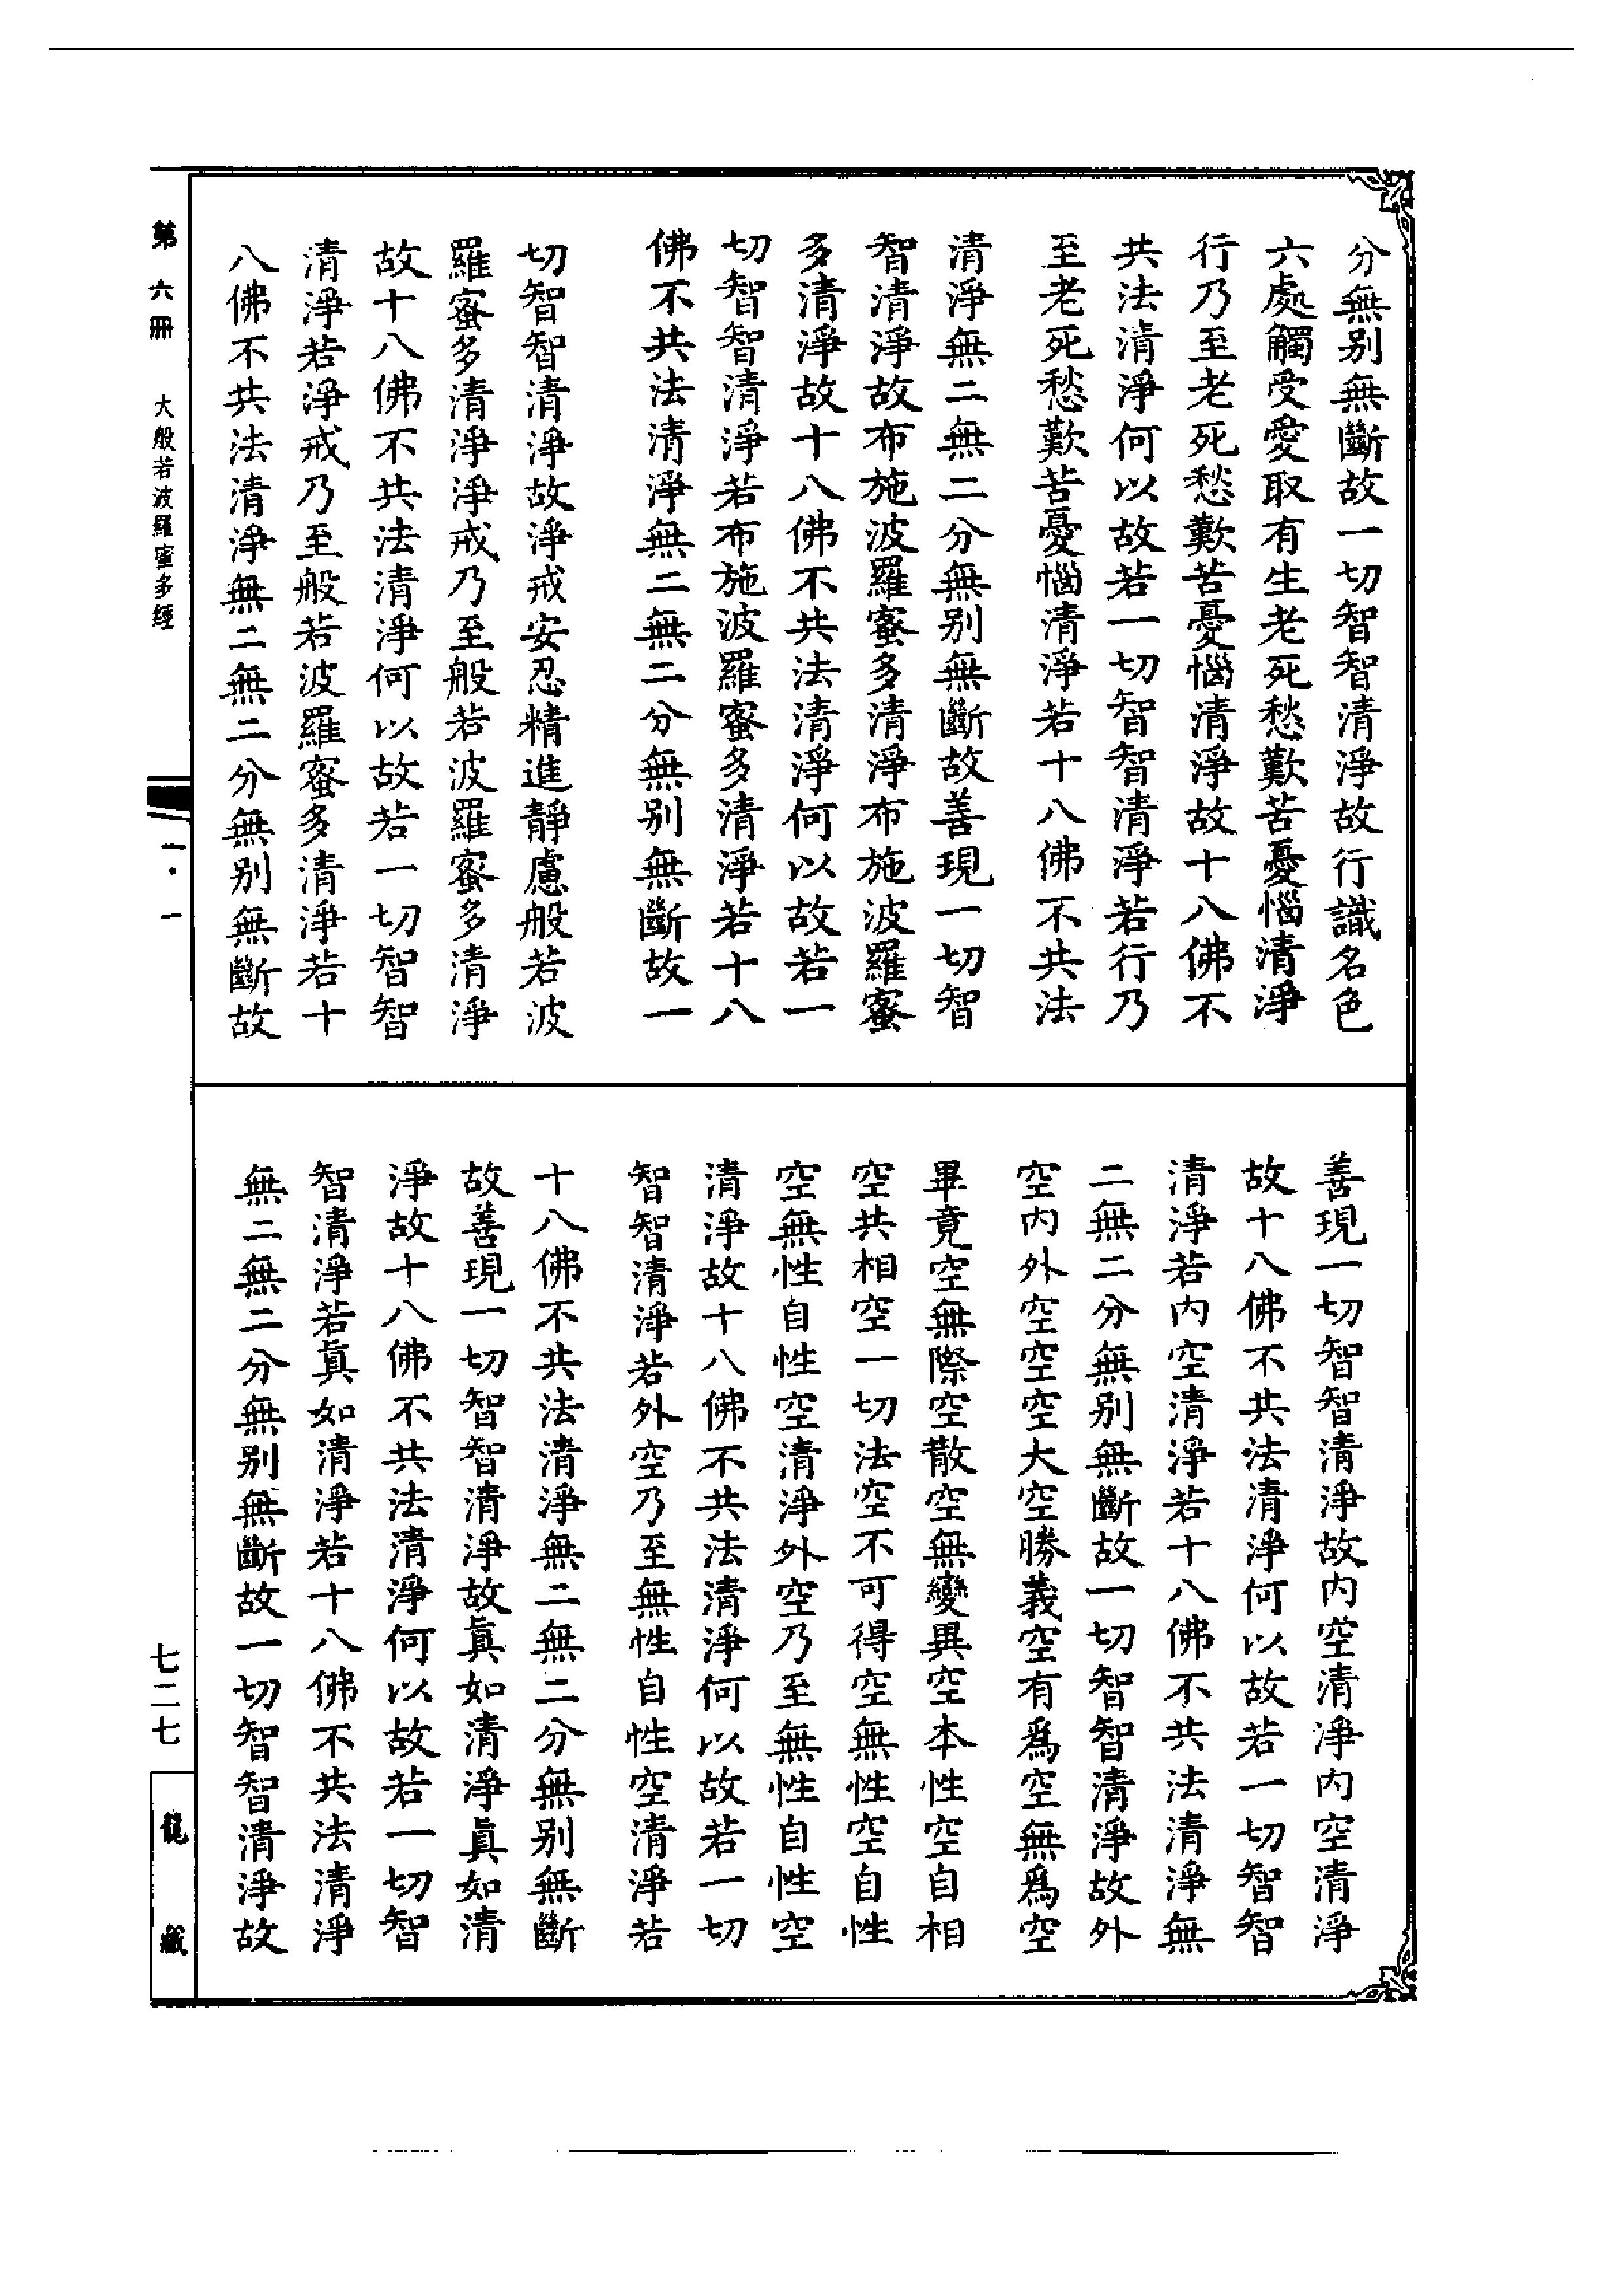 分無别無斷故一切智智清淨故行識名色
六處觸受愛取有生老死愁歎苦憂惱清淨
行乃至老死愁歎苦憂惱清淨故十八佛不
共法清淨何以故若一切智智清淨若行乃
至老死愁歎苦憂惱清淨若十八佛不共法
清淨無二無二分無别無斷故善現一切智
智清淨故布施波羅蜜多清淨布施波羅蜜
多清淨故十八佛不共法清淨何以故若一
切智智清淨若布施波羅蜜多清淨若十八
佛不共法清淨無二無二分無别無斷故一
切智智清淨故淨戒安忍精進靜慮般若波
羅蜜多清淨淨戒乃至般若波羅蜜多清淨
故十八佛不共法清淨何以故若一切智智
清淨若淨戒乃至般若波羅蜜多清淨若十
八佛不共法清淨無二無二分無别無斷故
善現一切智智清淨故内空清淨内空清淨
故十八佛不共法清淨何以故若一切智智
清淨若内空清淨若十八佛不共法清淨無
二無二分無别無斷故一切智智清淨故外
空内外空空空大空勝義空有爲空無爲空
畢竟空無際空散空無變異空本性空自相
空共相空一切法空不可得空無性空自性
空無性自性空清淨外空乃至無性自性空
清淨故十八佛不共法清淨何以故若一切
智智清淨若外空乃至無性自性空清淨若
十八佛不共法清淨無二無二分無别無斷
故善現一切智智清淨故眞如清淨眞如清
淨故十八佛不共法清淨何以故若一切智
智清淨若眞如清淨若十八佛不共法清淨
無二無二分無别無斷故一切智智清淨故
第六冊 大般若波羅蜜多經 一·一
七二七
龍藏